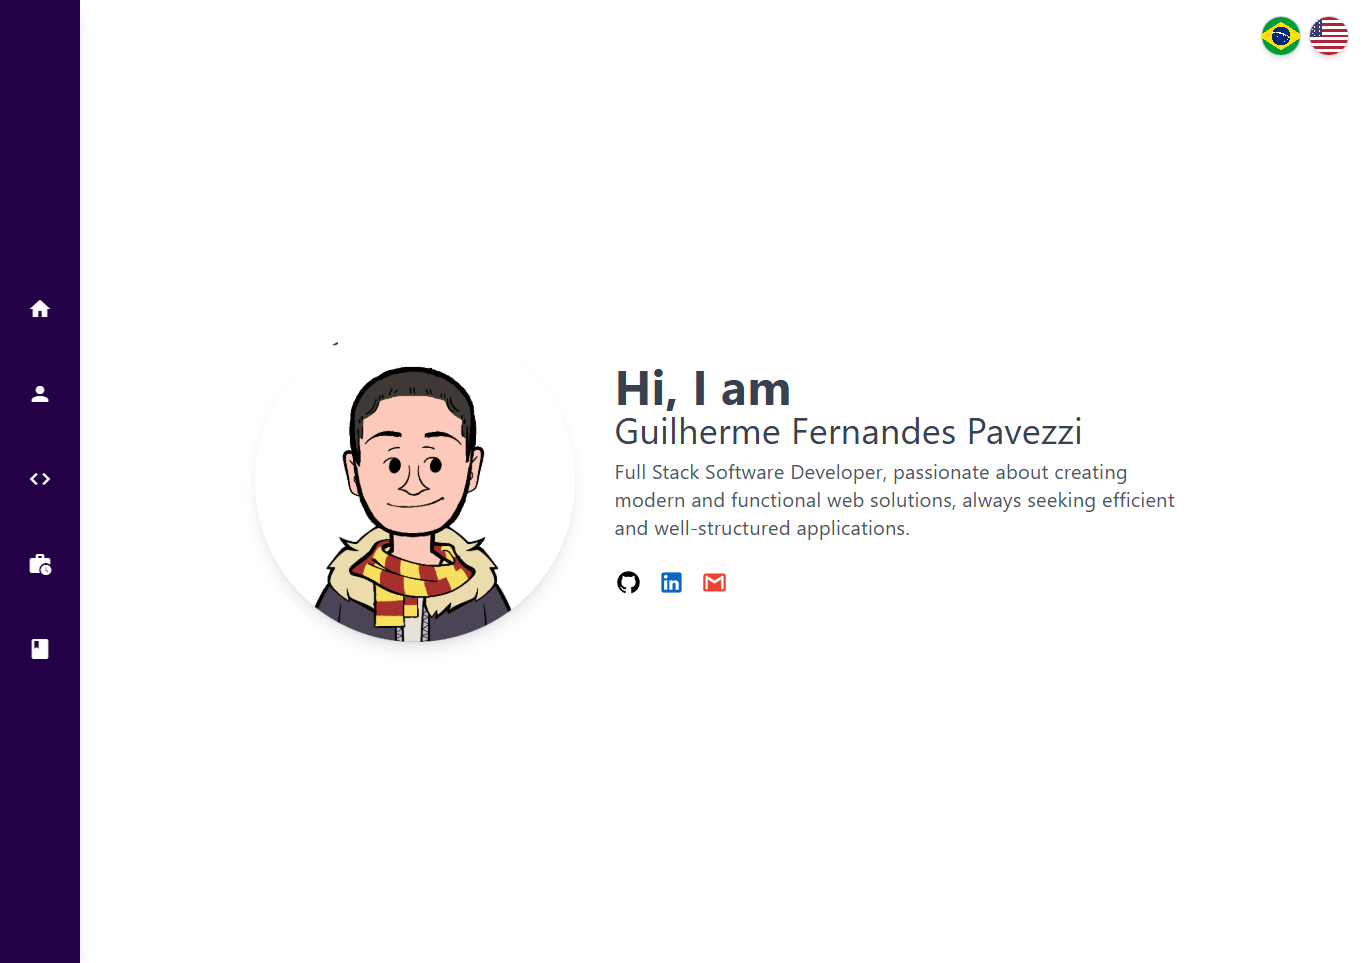 Hi, I am
Guilherme Fernandes Pavezzi
Full Stack Software Developer, passionate about creating
modern and functional web solutions, always seeking efficient
and well-structured applications.